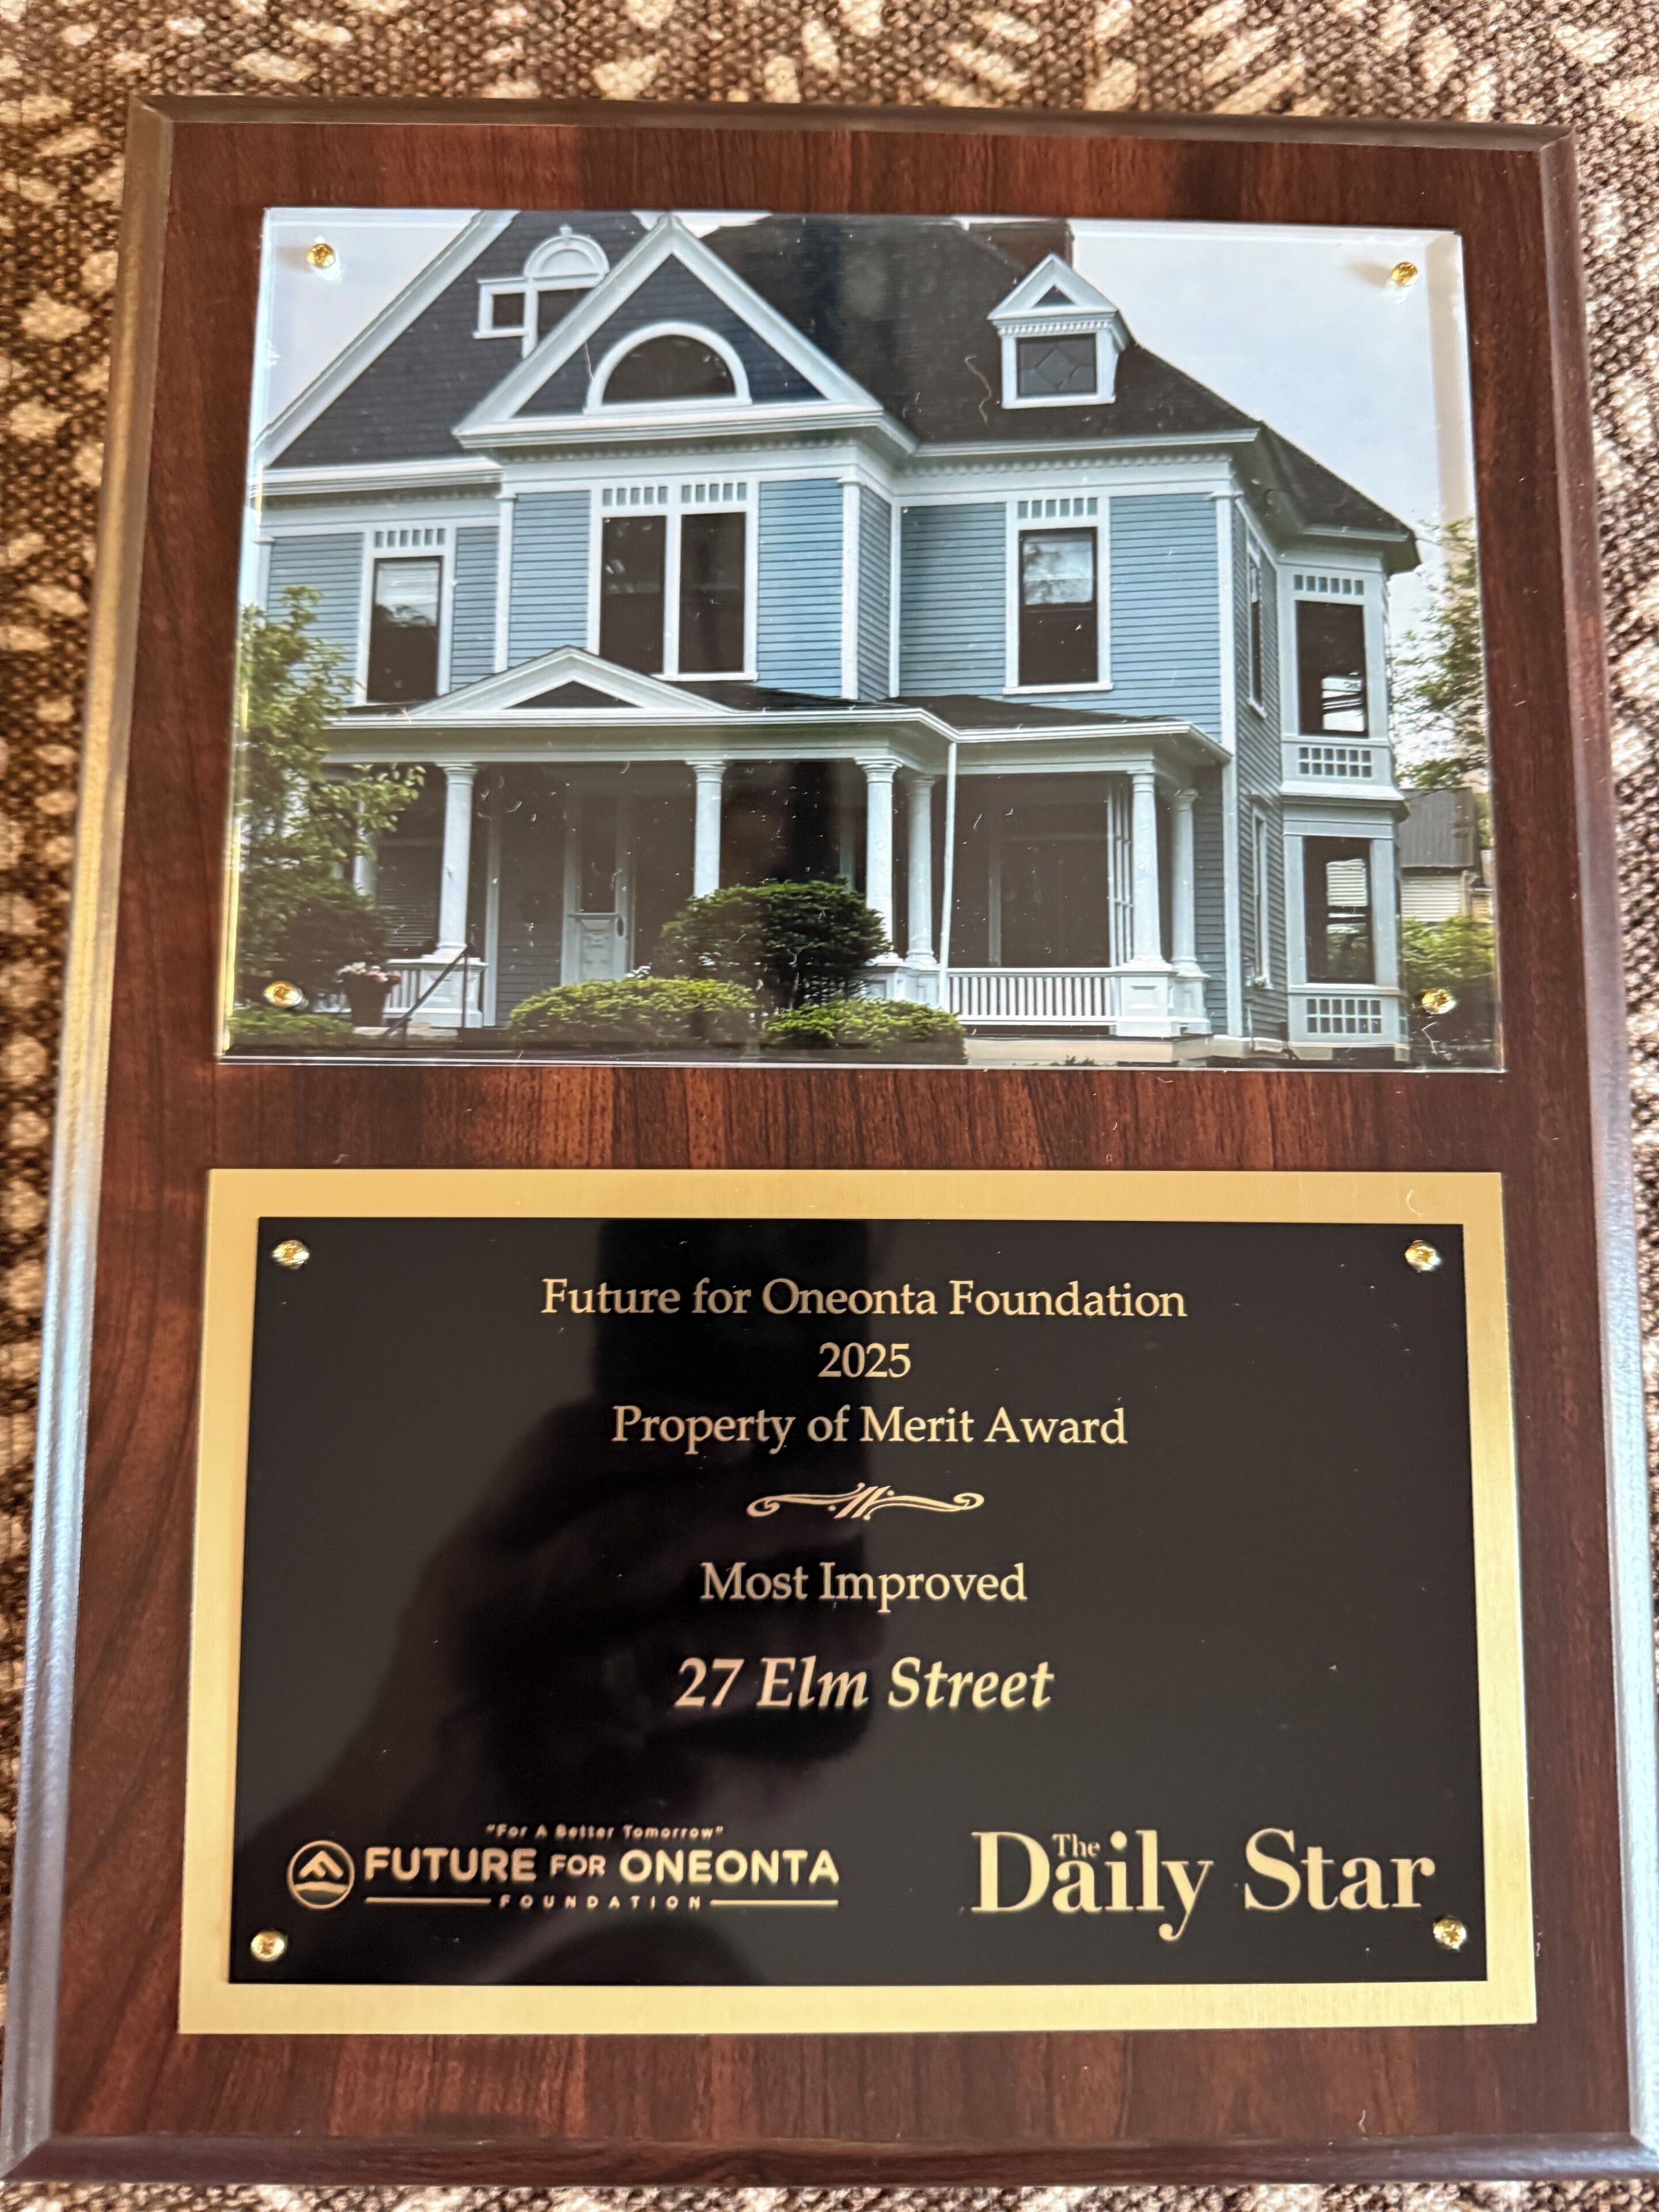 Future for Oneonta Foundation
2025
Property of Merit Award
Most Improved
27 Elm Street
"For A Better Tomorrow"
FUTURE FOR ONEONTA
FOUNDATION
The Daily Star